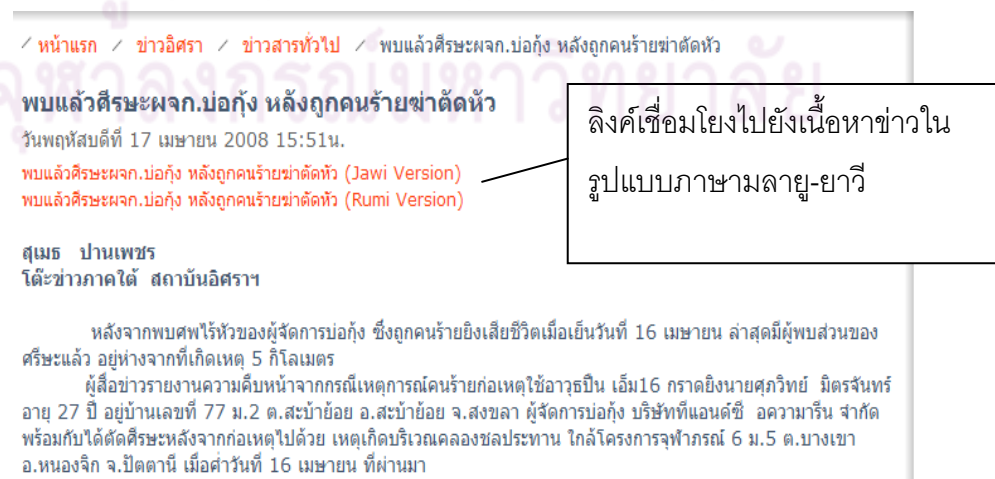 / หน้าแรก / ข่าวอิศรา / ข่าวสารทั่วไป / พบแล้วศีรษะผจก.บ่อกุ้ง หลังถูกคนร้ายฆ่าตัดหัว
จุฬาลงกรณ์มหาวิทยาลัย
พบแล้วศีรษะผจก.บ่อกุ้ง หลังถูกคนร้ายฆ่าตัดหัว
วันพฤหัสบดีที่ 17 เมษายน 2008 15:51น.
พบแล้วศีรษะผจก.บ่อกุ้ง หลังถูกคนร้ายฆ่าตัดหัว (Jawi Version)
พบแล้วศีรษะผจก.บ่อกุ้ง หลังถูกคนร้ายฆ่าตัดหัว (Rumi Version)
ลิงค์เชื่อมโยงไปยังเนื้อหาข่าวใน
รูปแบบภาษามลายู-ยาวี
สุเมธ ปานเพชร
โต๊ะข่าวภาคใต้ สถาบันอิศราฯ
หลังจากพบศพไร้หัวของผู้จัดการบ่อกุ้ง ซึ่งถูกคนร้ายยิงเสียชีวิตเมื่อเย็นวันที่ 16 เมษายน ล่าสุดมีผู้พบส่วนของ
ศรีษะแล้ว อยู่ห่างจากที่เกิดเหตุ 5 กิโลเมตร
ผู้สื่อข่าวรายงานความคืบหน้าจากกรณีเหตุการณ์คนร้ายก่อเหตุใช้อาวุธปืน เอ็ม16 กราดยิงนายศุภวิทย์ มิตรจันทร์
อายุ 27 ปี อยู่บ้านเลขที่ 77 ม.2 ต.สะบ้าย้อย อ.สะบ้าย้อย จ.สงขลา ผู้จัดการบ่อกุ้ง บริษัททีแอนด์ซี อความารีน จำกัด
พร้อมกับได้ตัดศีรษะหลังจากก่อเหตุไปด้วย เหตุเกิดบริเวณคลองชลประทาน ใกล้โครงการจุฬาภรณ์ 6 ม.5 ต.บางเขา
อ.หนองจิก จ.ปัตตานี เมื่อค่ำวันที่ 16 เมษายน ที่ผ่านมา